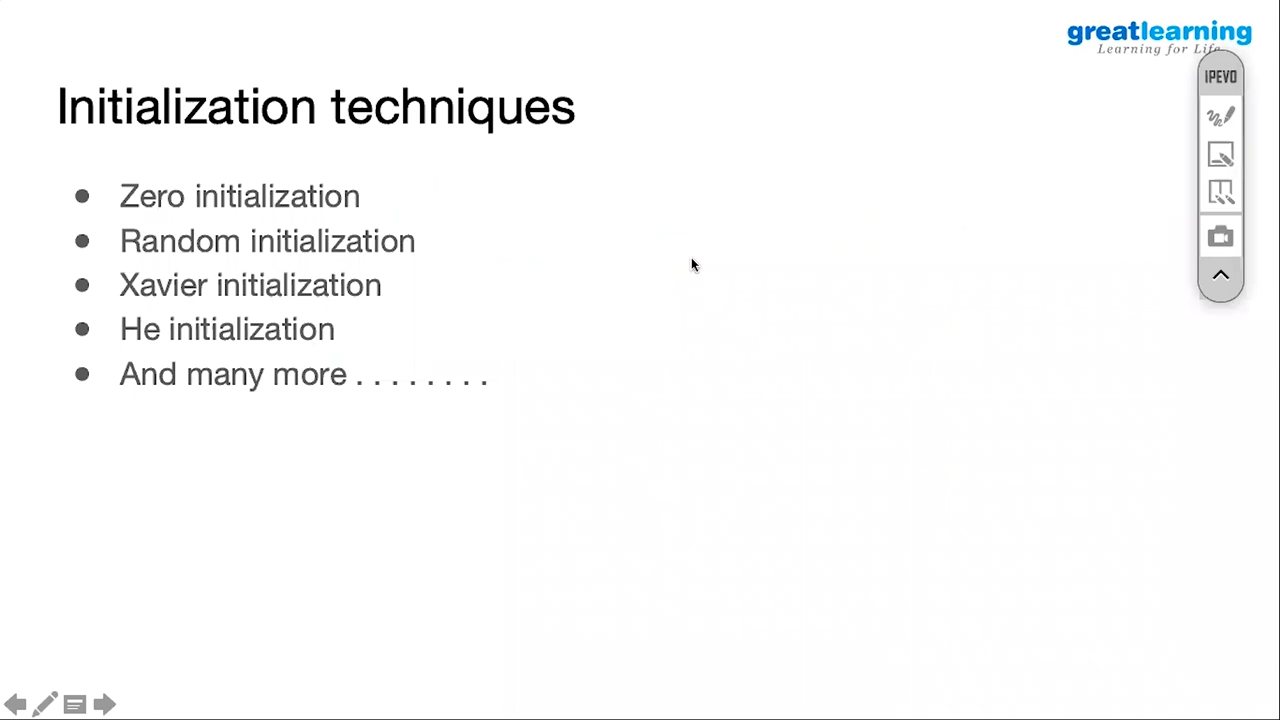 greatlearning
Learning for Life
IPEVO
Initialization techniques
● Zero initialization
● Random initialization
● Xavier initialization
● He initialization
● And many more . . . . . . . .